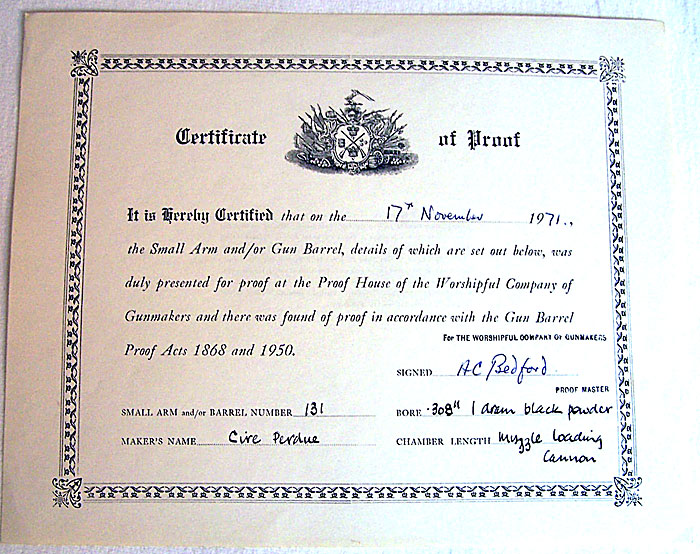 Certificate of Proof
It is Hereby Certified that on the 17th November 1971.,
the Small Arm and/or Gun Barrel, details of which are set out below, was
duly presented for proof at the Proof House of the Worshipful Company of
Gunmakers and there was found of proof in accordance with the Gun Barrel
Proof Acts 1868 and 1950.
For THE WORSHIPFUL COMPANY OF GUNMAKERS
SIGNED AC Bedford
PROOF MASTER
SMALL ARM and/or BARREL NUMBER 131
BORE .308" 1 dram black powder
MAKER'S NAME Cire Perdue
CHAMBER LENGTH muzzle loading
Cannon